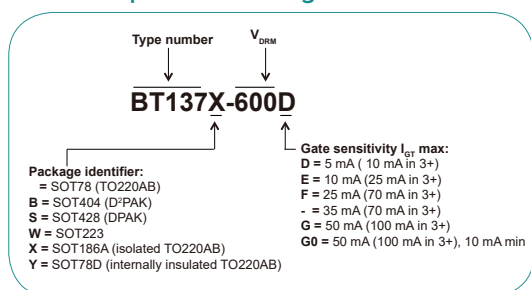 Type number
V_DRM
BT137X-600D
Package identifier:
= SOT78 (TO220AB)
B = SOT404 (D²PAK)
S = SOT428 (DPAK)
W = SOT223
X = SOT186A (isolated TO220AB)
Y = SOT78D (internally insulated TO220AB)
Gate sensitivity I_GT max:
D = 5 mA ( 10 mA in 3+)
E = 10 mA (25 mA in 3+)
F = 25 mA (70 mA in 3+)
- = 35 mA (70 mA in 3+)
G = 50 mA (100 mA in 3+)
G0 = 50 mA (100 mA in 3+), 10 mA min